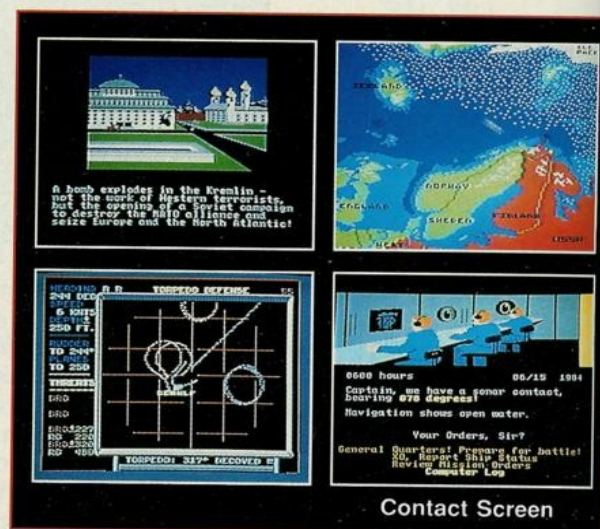 A bomb explodes in the Kremlin -
not the work of Western terrorists,
but the opening of a Soviet campaign
to destroy the NATO alliance and
seize Europe and the North Atlantic!
ICELAND
ICE
PACK
NORWAY
ENGLAND
SWEDEN
FINLAND
USSR
HEADING
TORPEDO DEFENSE
244 DEG
SPEED
6 KNTS
DEPTH
250 FT.
RUDDER
TO 244°
PLANES
TO 250
THREATS
TORPEDO: 317° DECOYED
0600 hours 06/15 1984
Captain, we have a sonar contact,
bearing 078 degrees!
Navigation shows open water.
Your Orders, Sir?
General Quarters! Prepare for battle!
XO, Report Ship Status
Review Mission Orders
Computer Log
Contact Screen